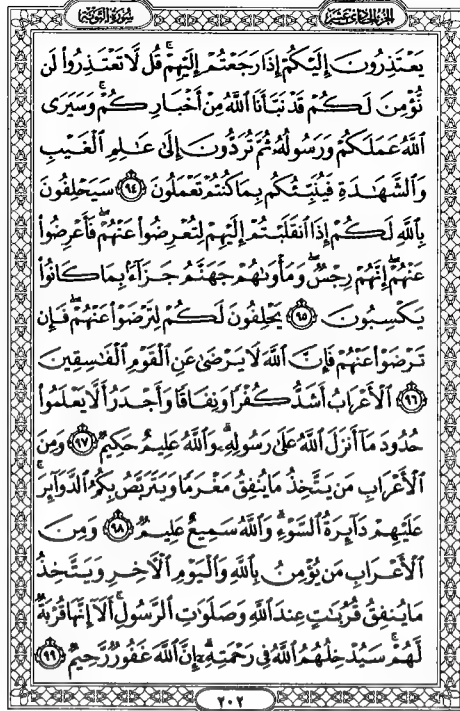 الجزء الحادي عشر
سورة التوبة
يَعْتَذِرُونَ إِلَيْكُمْ إِذَا رَجَعْتُمْ إِلَيْهِمْ ۚ قُل لَّا تَعْتَذِرُوا۟ لَن
نُّؤْمِنَ لَكُمْ قَدْ نَبَّأَنَا ٱللَّهُ مِنْ أَخْبَارِكُمْ ۚ وَسَيَرَى
ٱللَّهُ عَمَلَكُمْ وَرَسُولُهُۥ ثُمَّ تُرَدُّونَ إِلَىٰ عَـٰلِمِ ٱلْغَيْبِ
وَٱلشَّهَـٰدَةِ فَيُنَبِّئُكُم بِمَا كُنتُمْ تَعْمَلُونَ ٩٤ سَيَحْلِفُونَ
بِٱللَّهِ لَكُمْ إِذَا ٱنقَلَبْتُمْ إِلَيْهِمْ لِتُعْرِضُوا۟ عَنْهُمْ ۖ فَأَعْرِضُوا۟
عَنْهُمْ ۖ إِنَّهُمْ رِجْسٌ ۖ وَمَأْوَىٰهُمْ جَهَنَّمُ جَزَآءًۢ بِمَا كَانُوا۟
يَكْسِبُونَ ٩٥ يَحْلِفُونَ لَكُمْ لِتَرْضَوْا۟ عَنْهُمْ ۖ فَإِن
تَرْضَوْا۟ عَنْهُمْ فَإِنَّ ٱللَّهَ لَا يَرْضَىٰ عَنِ ٱلْقَوْمِ ٱلْفَـٰسِقِينَ
٩٦ ٱلْأَعْرَابُ أَشَدُّ كُفْرًا وَنِفَاقًا وَأَجْدَرُ أَلَّا يَعْلَمُوا۟
حُدُودَ مَآ أَنزَلَ ٱللَّهُ عَلَىٰ رَسُولِهِۦ ۗ وَٱللَّهُ عَلِيمٌ حَكِيمٌ ٩٧ وَمِنَ
ٱلْأَعْرَابِ مَن يَتَّخِذُ مَا يُنفِقُ مَغْرَمًا وَيَتَرَبَّصُ بِكُمُ ٱلدَّوَآئِرَ ۚ
عَلَيْهِمْ دَآئِرَةُ ٱلسَّوْءِ ۗ وَٱللَّهُ سَمِيعٌ عَلِيمٌ ٩٨ وَمِنَ
ٱلْأَعْرَابِ مَن يُؤْمِنُ بِٱللَّهِ وَٱلْيَوْمِ ٱلْـَٔاخِرِ وَيَتَّخِذُ
مَا يُنفِقُ قُرُبَـٰتٍ عِندَ ٱللَّهِ وَصَلَوَٰتِ ٱلرَّسُولِ ۚ أَلَآ إِنَّهَا قُرْبَةٌ
لَّهُمْ ۚ سَيُدْخِلُهُمُ ٱللَّهُ فِى رَحْمَتِهِۦٓ ۗ إِنَّ ٱللَّهَ غَفُورٌ رَّحِيمٌ ٩٩
٢٠٢